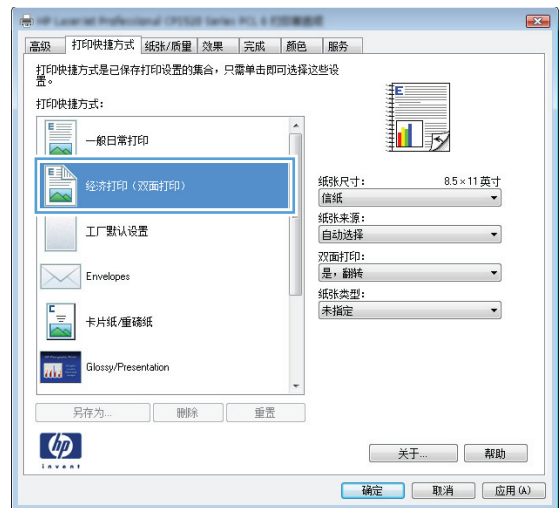 高级
打印快捷方式
纸张/质量
效果
完成
颜色
服务
打印快捷方式是已保存打印设置的集合，只需单击即可选择这些设
置。
打印快捷方式:
一般日常打印
经济打印（双面打印）
工厂默认设置
Envelopes
卡片纸/重磅纸
Glossy/Presentation
另存为...
删除
重置
纸张尺寸:
8.5 × 11 英寸
信纸
纸张来源:
自动选择
双面打印:
是，翻转
纸张类型:
未指定
hp
invent
关于...
帮助
确定
取消
应用 (A)